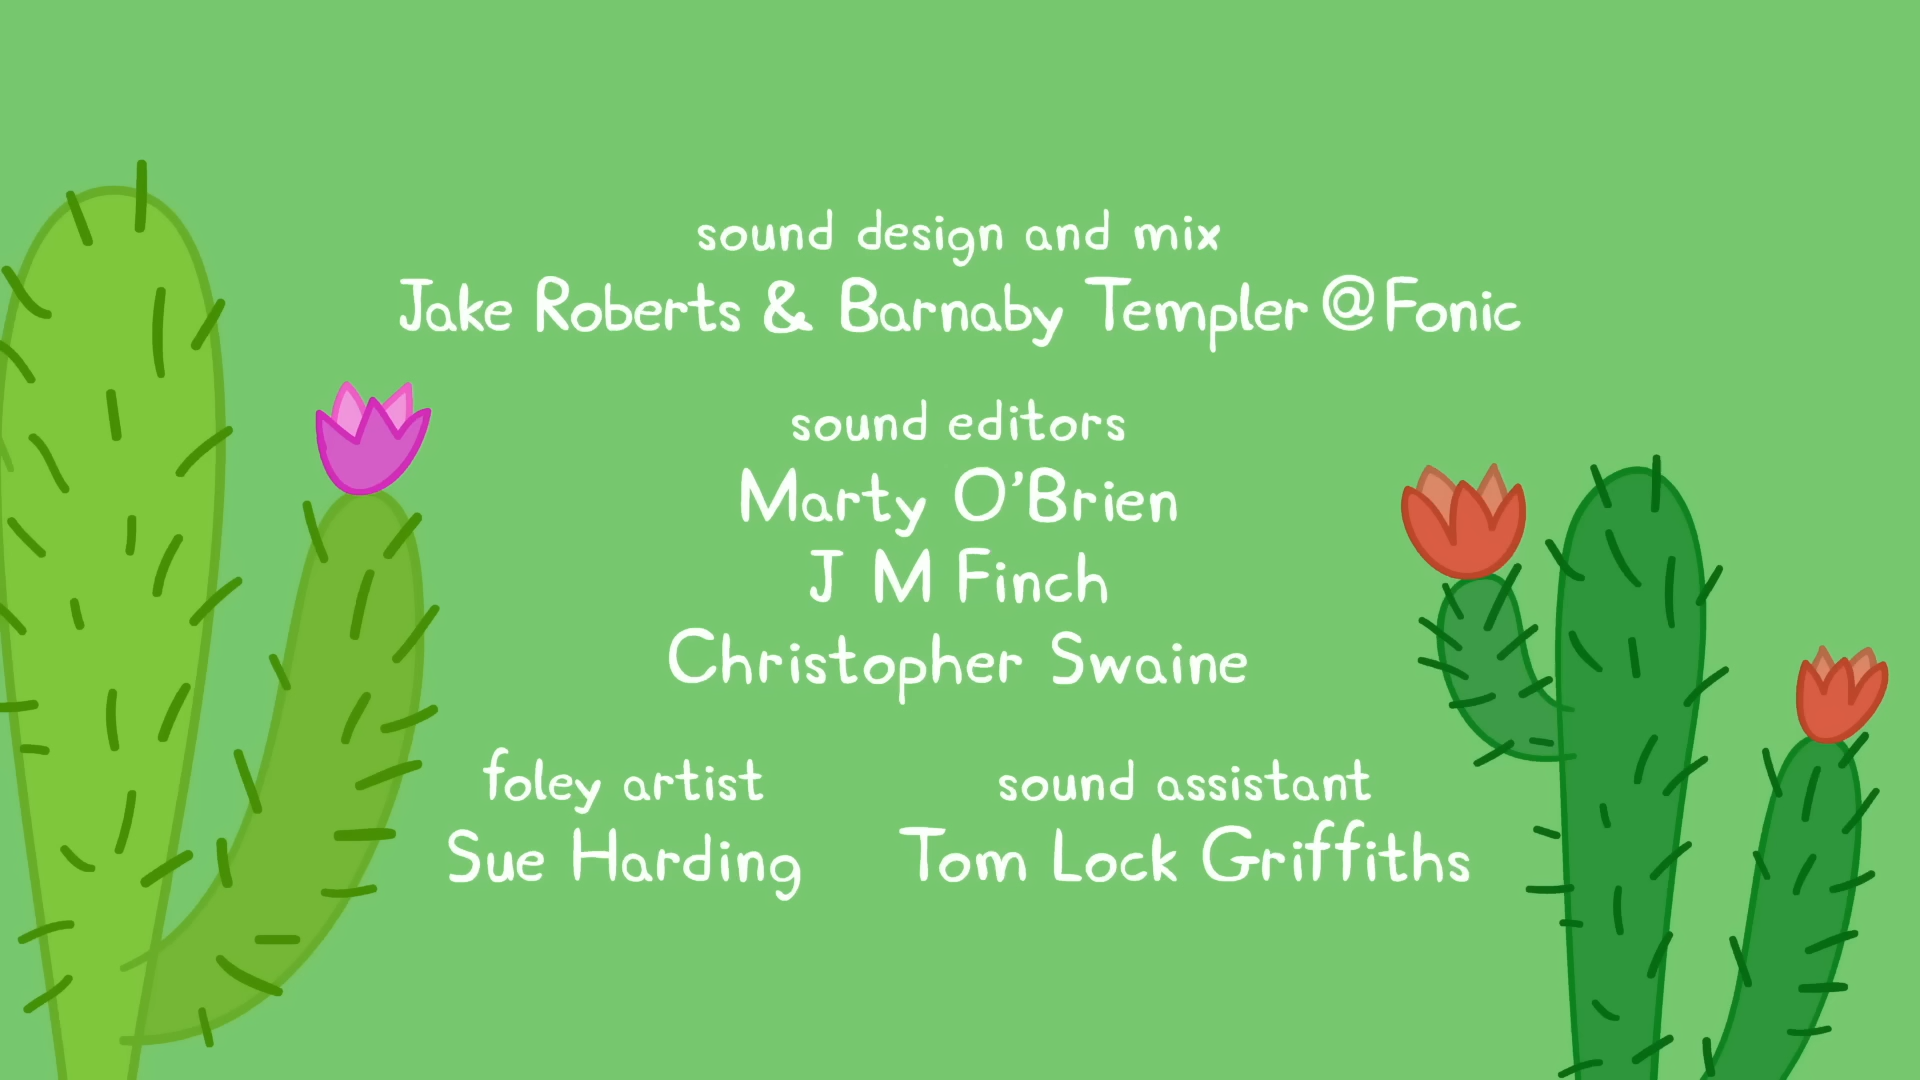 sound design and mix
Jake Roberts & Barnaby Templer @ Fonic
sound editors
Marty O'Brien
J M Finch
Christopher Swaine
foley artist
Sue Harding
sound assistant
Tom Lock Griffiths